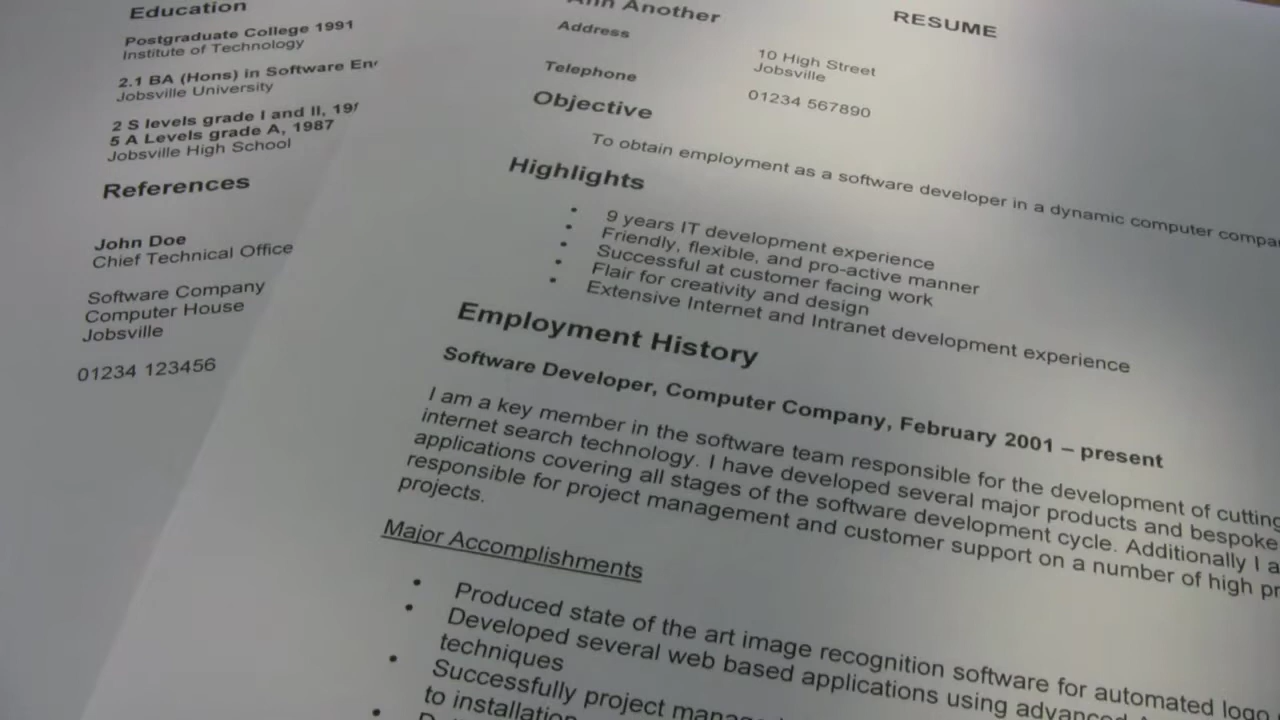 Education
Postgraduate College 1991
Institute of Technology
2.1 BA (Hons) in Software
Jobsville University
2 S levels grade I and II,
5 A Levels grade A, 1987
Jobsville High School
References
John Doe
Chief Technical Office
Software Company
Computer House
Jobsville
01234 123456
RESUME
Ann Another
Address
10 High Street
Jobsville
Telephone
01234 567890
Objective
To obtain employment as a software developer in a dynamic computer
Highlights
• 9 years IT development experience
• Friendly, flexible, and pro-active manner
• Successful at customer facing work
• Flair for creativity and design
• Extensive Internet and Intranet development experience
Employment History
Software Developer, Computer Company, February 2001 – present
I am a key member in the software team responsible for the development of cutting
internet search technology. I have developed several major products and bespoke
applications covering all stages of the software development cycle. Additionally I
responsible for project management and customer support on a number of high
projects.
Major Accomplishments
• Produced state of the art image recognition software for automated logo
• Developed several web based applications using
techniques
• Successfully project
to